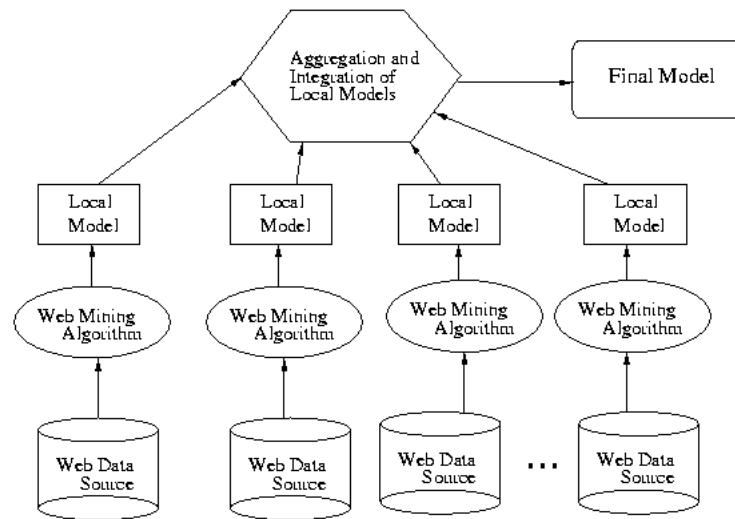 Aggregation and
Integration of
Local Models
Final Model
Local
Model
Local
Model
Local
Model
Local
Model
Web Mining
Algorithm
Web Mining
Algorithm
Web Mining
Algorithm
Web Mining
Algorithm
Web Data
Source
Web Data
Source
Web Data
Source
...
Web Data
Source